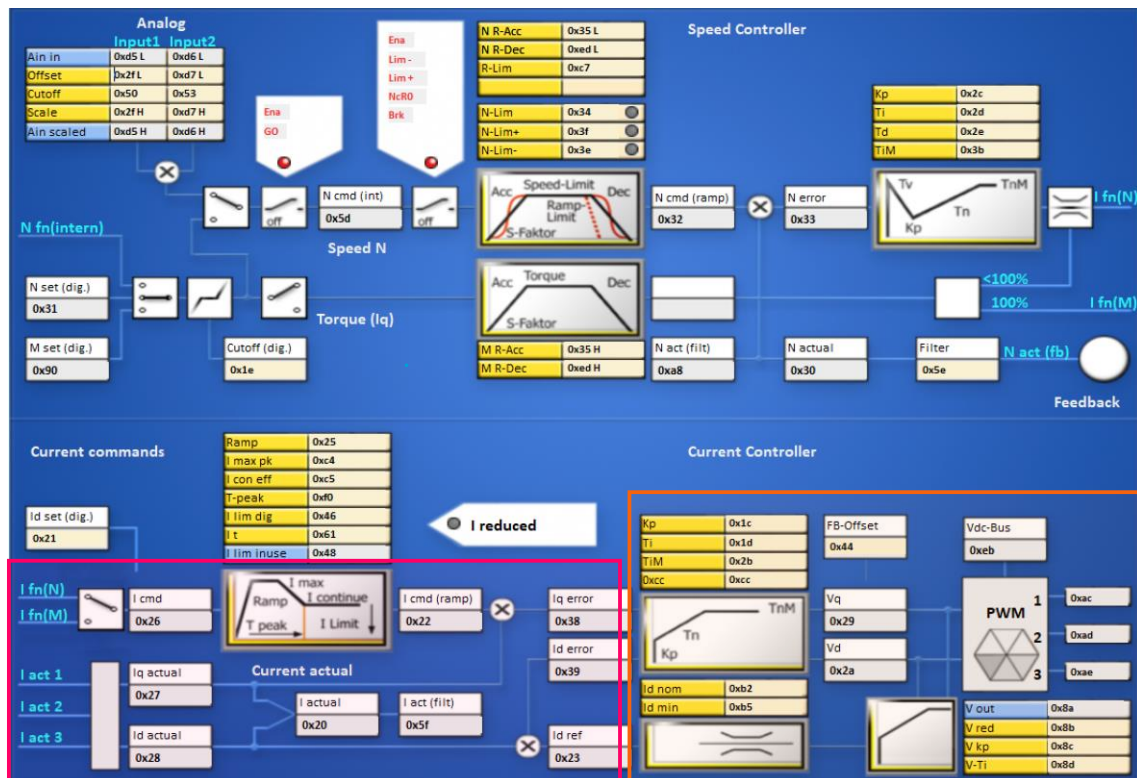 Analog
Input1 Input2
Ain in 0xd5 L 0xd6 L
Offset 0x2f L 0xd7 L
Cutoff 0x50 0x53
Scale 0x2f H 0xd7 H
Ain scaled 0xd5 H 0xd6 H
Ena
GO
Ena
Lim -
Lim +
NcR0
Brk
N R-Acc 0x35 L
N R-Dec 0xed L
R-Lim 0xc7
N-Lim 0x34
N-Lim+ 0x3f
N-Lim- 0x3e
Speed Controller
Kp 0x2c
Ti 0x2d
Td 0x2e
TiM 0x3b
off
N cmd (int)
0x5d
off
Speed N
Acc Speed-Limit Dec
Ramp-
Limit
S-Faktor
N cmd (ramp)
0x32
N error
0x33
Tv TnM
Tn
Kp
I fn(N)
N fn(intern)
N set (dig.)
0x31
M set (dig.)
0x90
Cutoff (dig.)
0x1e
Torque (Iq)
Acc Torque Dec
S-Faktor
M R-Acc 0x35 H
M R-Dec 0xed H
<100%
100% I fn(M)
N act (filt)
0xa8
N actual
0x30
Filter
0x5e
N act (fb)
Feedback
Current commands
Ramp 0x25
I max pk 0xc4
I con eff 0xc5
T-peak 0xf0
I lim dig 0x46
I t 0x61
I lim inuse 0x48
I reduced
Id set (dig.)
0x21
I fn(N)
I fn(M)
I cmd
0x26
I max
Ramp I continue
T peak I Limit
I cmd (ramp)
0x22
Iq error
0x38
Id error
0x39
Current actual
I act 1
I act 2
I act 3
Iq actual
0x27
Id actual
0x28
I actual
0x20
I act (filt)
0x5f
Id ref
0x23
Current Controller
Kp 0x1c
Ti 0x1d
TiM 0x2b
0xcc 0xcc
TnM
Tn
Kp
Id nom 0xb2
Id min 0xb5
FB-Offset
0x44
Vdc-Bus
0xeb
Vq
0x29
Vd
0x2a
PWM
1
2
3
0xac
0xad
0xae
V out 0x8a
V red 0x8b
V kp 0x8c
V-Ti 0x8d